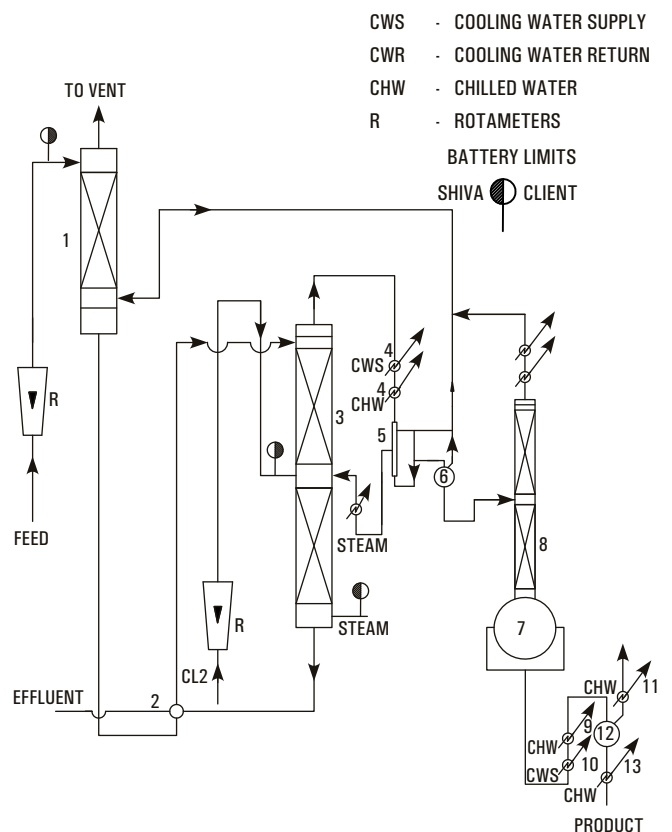 CWS - COOLING WATER SUPPLY
CWR - COOLING WATER RETURN
CHW - CHILLED WATER
R - ROTAMETERS
BATTERY LIMITS
SHIVA CLIENT
TO VENT
1
R
FEED
3
4
CWS
4
CHW
5
6
STEAM
STEAM
R
CL2
EFFLUENT
2
8
7
CHW
11
9
CHW
12
10
CWS
13
CHW
PRODUCT